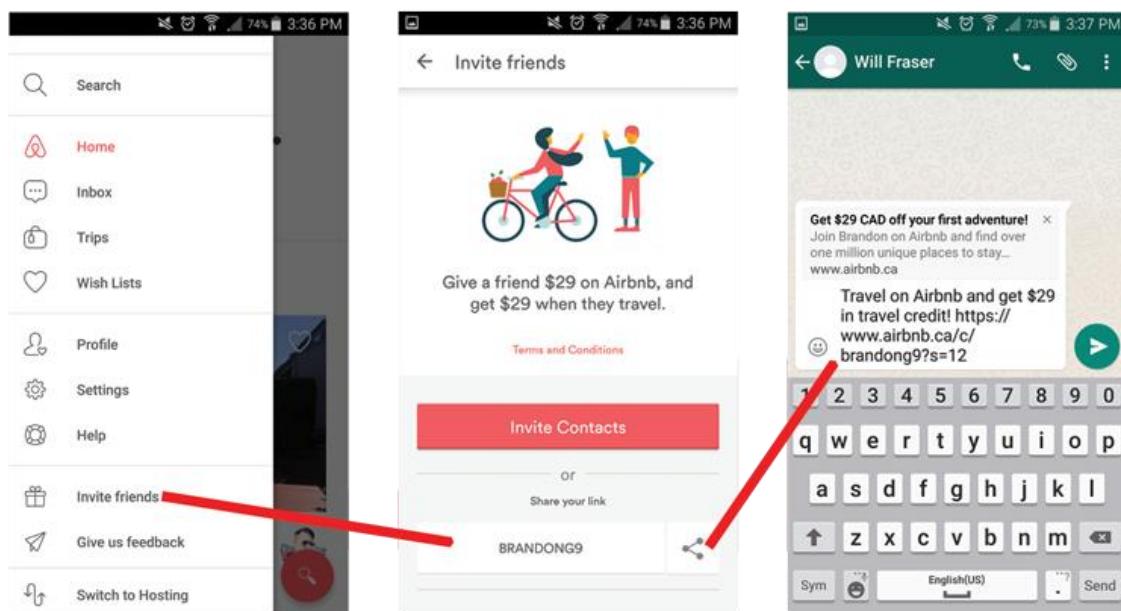 74% 3:36 PM
Search
Home
Inbox
Trips
Wish Lists
Profile
Settings
Help
Invite friends
Give us feedback
Switch to Hosting
74% 3:36 PM
Invite friends
Give a friend $29 on Airbnb, and
get $29 when they travel.
Terms and Conditions
Invite Contacts
or
Share your link
BRANDONG9
73% 3:37 PM
Will Fraser
Get $29 CAD off your first adventure!
Join Brandon on Airbnb and find over
one million unique places to stay...
www.airbnb.ca
Travel on Airbnb and get $29
in travel credit! https://
www.airbnb.ca/c/
brandong9?s=12
1 2 3 4 5 6 7 8 9 0
q w e r t y u i o p
a s d f g h j k l
z x c v b n m
Sym English(US) . Send